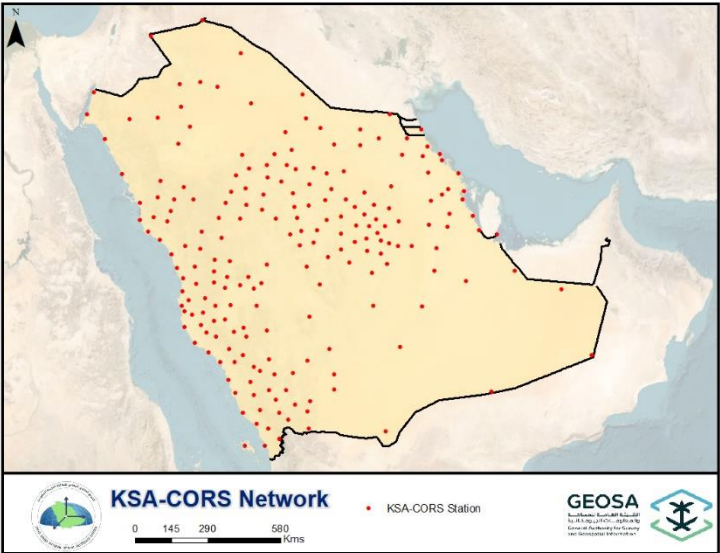 N
KSA-CORS Network
KSA-CORS Station
0 145 290 580
Kms
GEOSA
General Authority for Survey
and Geospatial Information